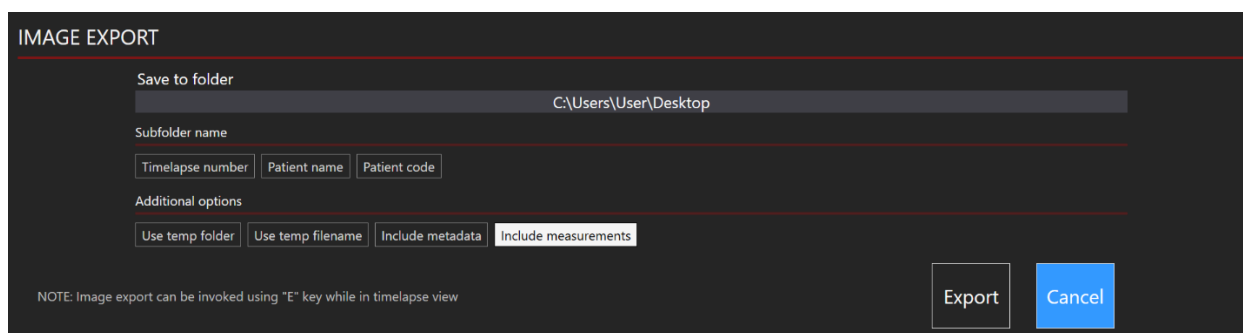 IMAGE EXPORT
Save to folder
C:\Users\User\Desktop
Subfolder name
Timelapse number Patient name Patient code
Additional options
Use temp folder Use temp filename Include metadata Include measurements
NOTE: Image export can be invoked using "E" key while in timelapse view
Export Cancel